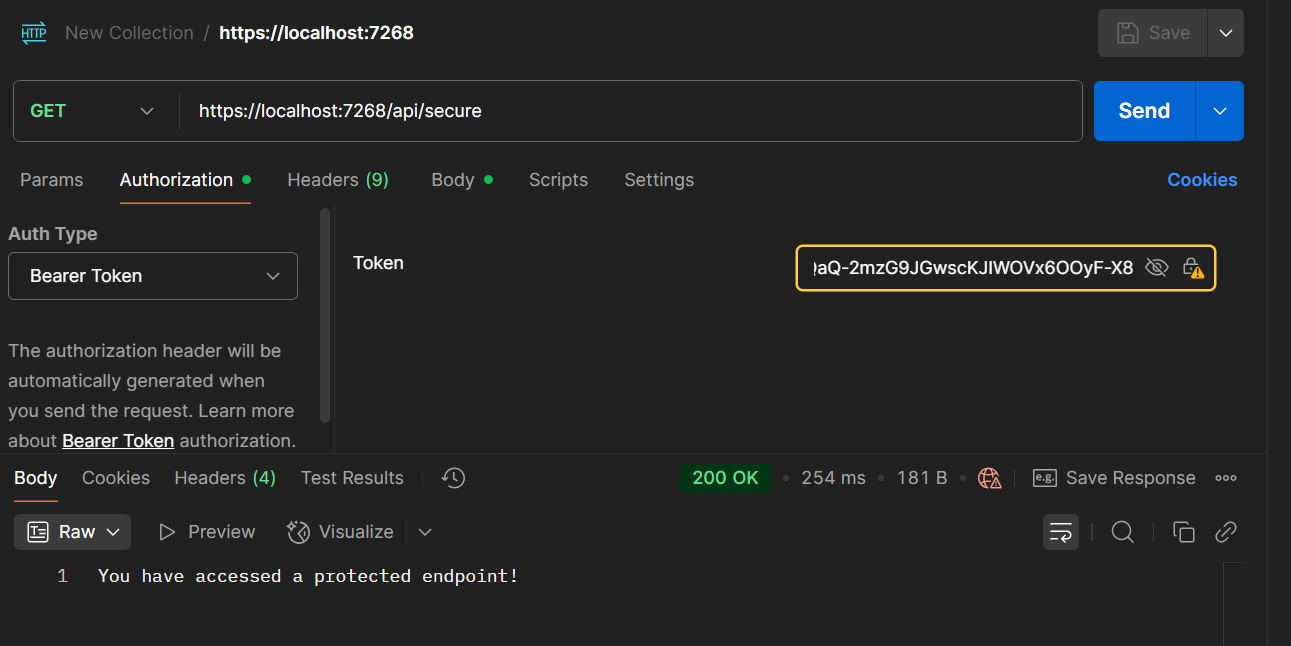 HTTP New Collection / https://localhost:7268 Save
GET https://localhost:7268/api/secure Send
Params Authorization Headers (9) Body Scripts Settings Cookies
Auth Type
Bearer Token
Token
aQ-2mzG9JGwscKJIWOVx6OOyF-X8
The authorization header will be
automatically generated when
you send the request. Learn more
about Bearer Token authorization.
Body Cookies Headers (4) Test Results 200 OK • 254 ms • 181 B • e.g. Save Response
Raw Preview Visualize
1 You have accessed a protected endpoint!